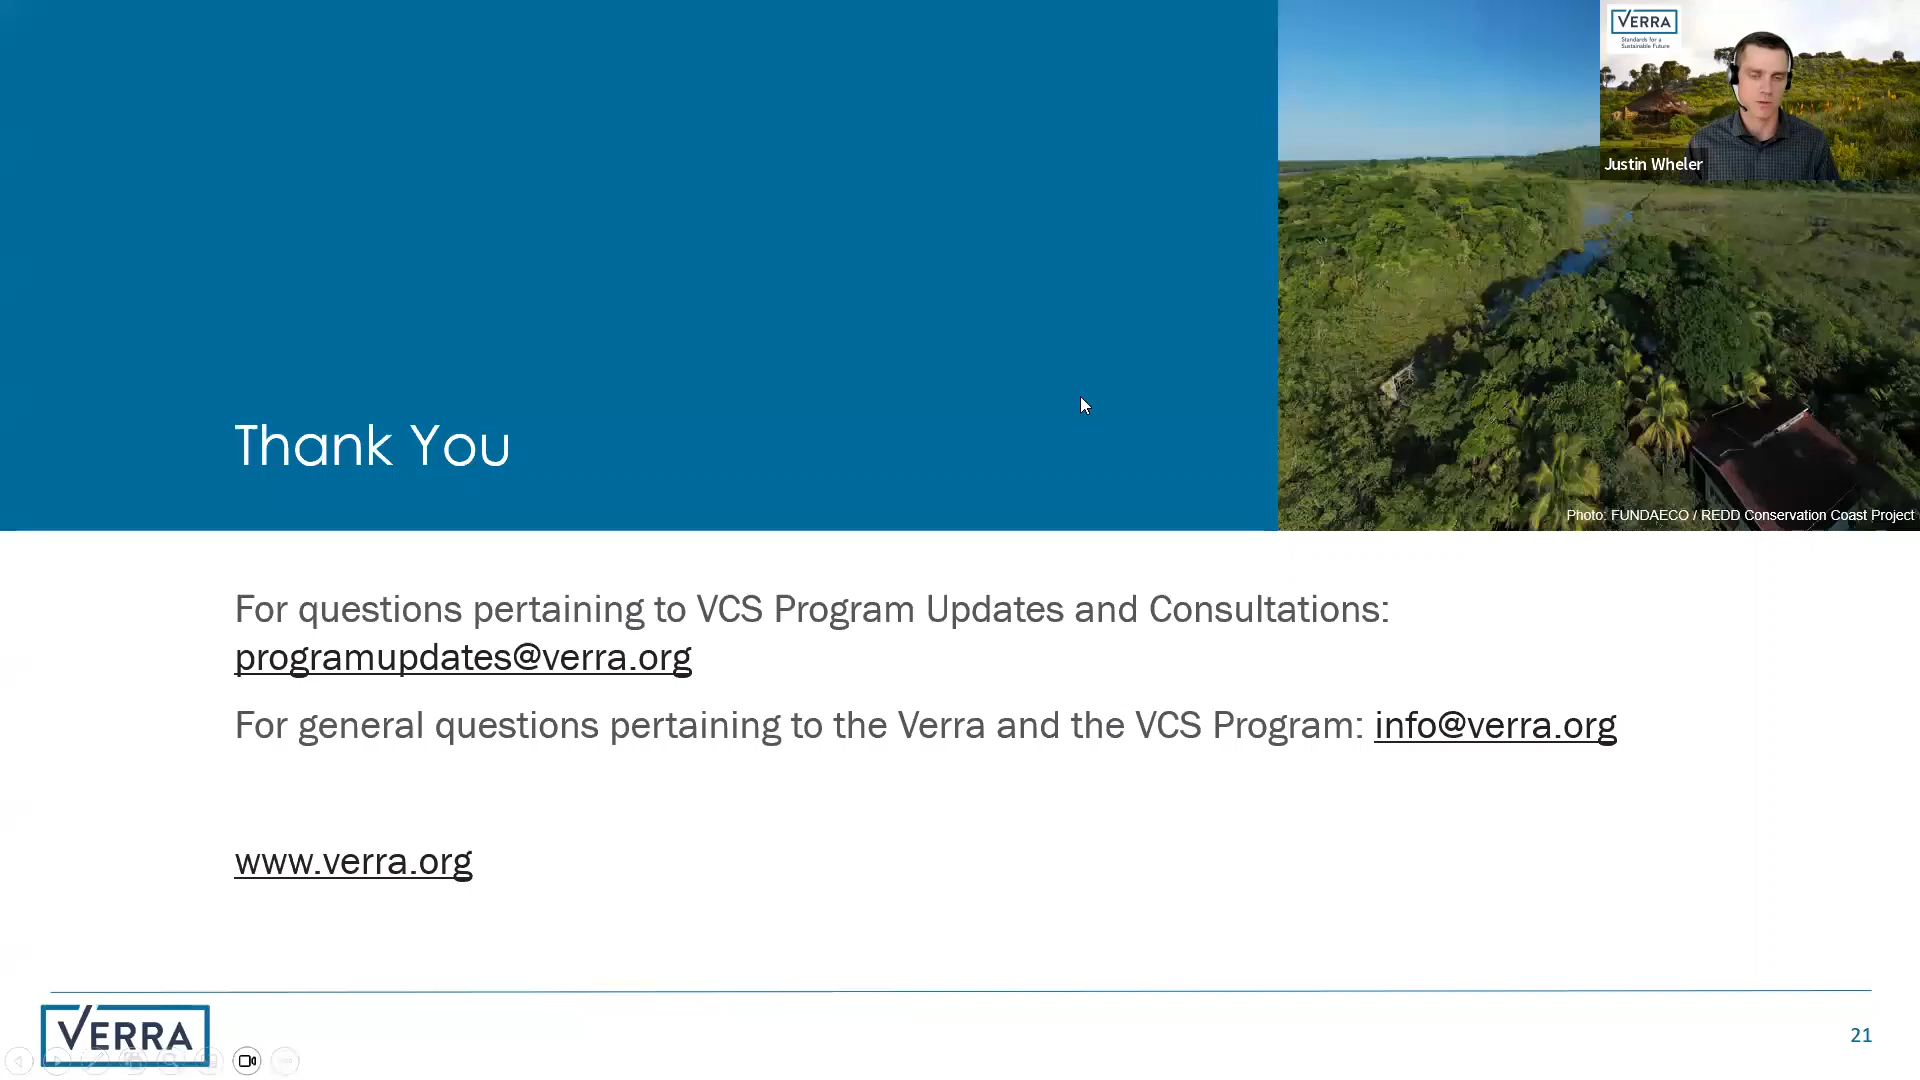 VERRA
Standards for a
Sustainable Future
Justin Wheler
Thank You
Photo: FUNDAECO / REDD Conservation Coast Project
For questions pertaining to VCS Program Updates and Consultations:
programupdates@verra.org
For general questions pertaining to the Verra and the VCS Program: info@verra.org
www.verra.org
VERRA
21